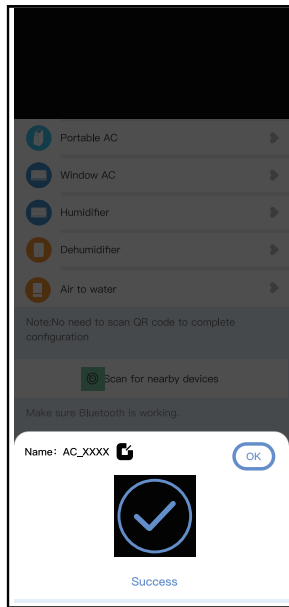 Portable AC
Window AC
Humidifier
Dehumidifier
Air to water
Note:No need to scan QR code to complete
configuration
Scan for nearby devices
Make sure Bluetooth is working.
Name: AC_XXXX
OK
Success